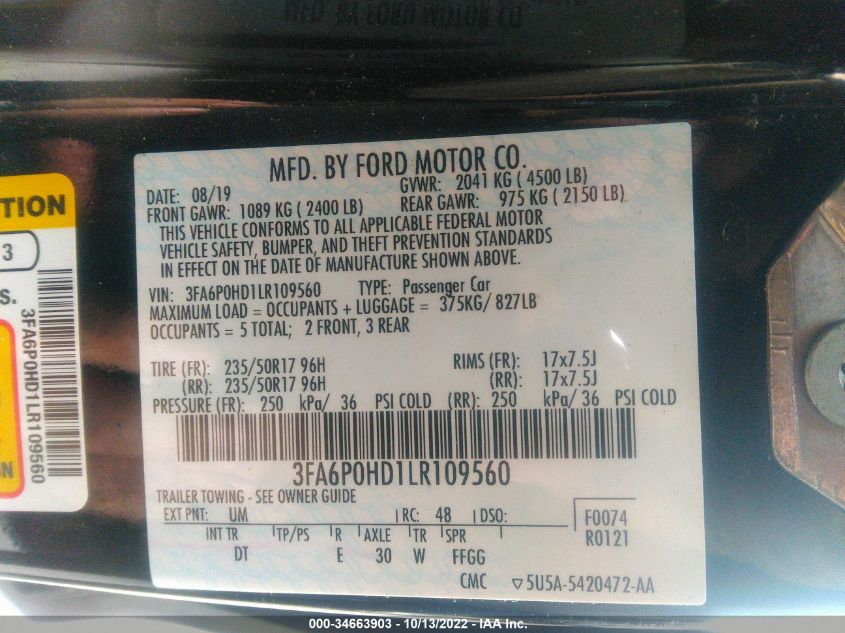 MFD. BY FORD MOTOR CO.
DATE: 08/19 GVWR: 2041 KG ( 4500 LB)
FRONT GAWR: 1089 KG ( 2400 LB) REAR GAWR: 975 KG ( 2150 LB)
THIS VEHICLE CONFORMS TO ALL APPLICABLE FEDERAL MOTOR
VEHICLE SAFETY, BUMPER, AND THEFT PREVENTION STANDARDS
IN EFFECT ON THE DATE OF MANUFACTURE SHOWN ABOVE.
VIN: 3FA6P0HD1LR109560 TYPE: Passenger Car
MAXIMUM LOAD = OCCUPANTS + LUGGAGE = 375KG/ 827LB
OCCUPANTS = 5 TOTAL; 2 FRONT, 3 REAR
TIRE (FR): 235/50R17 96H RIMS (FR): 17x7.5J
(RR): 235/50R17 96H (RR): 17x7.5J
PRESSURE (FR): 250 kPa/ 36 PSI COLD (RR): 250 kPa/ 36 PSI COLD
3FA6P0HD1LR109560
TRAILER TOWING - SEE OWNER GUIDE
EXT PNT: UM RC: 48 DSO: F0074
INT TR TP/PS R AXLE TR SPR R0121
DT E 30 W FFGG
CMC ▽5U5A-5420472-AA
TION
3
S.
3FA6P0HD1LR109560
N
000-34663903 - 10/13/2022 - IAA Inc.